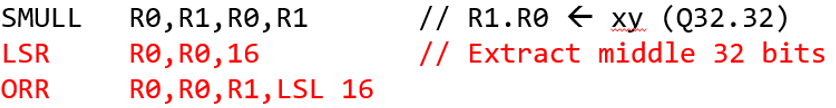 SMULL R0,R1,R0,R1 // R1.R0 ← xy (Q32.32)
LSR R0,R0,16 // Extract middle 32 bits
ORR R0,R0,R1,LSL 16